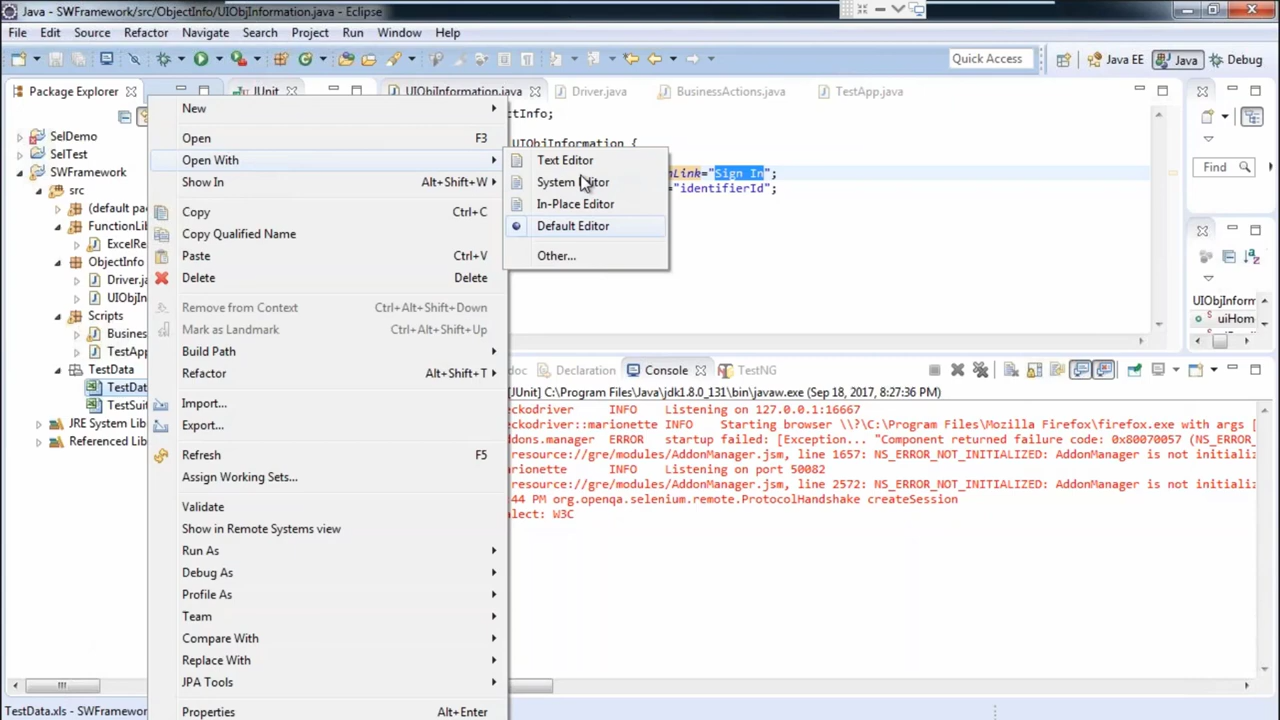 Java - SWFramework/src/ObjectInfo/UIObjInformation.java - Eclipse
File Edit Source Refactor Navigate Search Project Run Window Help
Quick Access Java EE Java Debug
Package Explorer JUnit UIObjInformation.java Driver.java BusinessActions.java TestApp.java
ctInfo;
UIObjInformation {
nLink="Sign In";
="identifierId";
Find
UIObjInform
uiHom
SelDemo
SelTest
SWFramework
src
(default pa
FunctionLib
ExcelRe
ObjectInfo
Driver.ja
UIObjIn
Scripts
Busines
TestApp
TestData
TestDat
TestSuit
JRE System Lib
Referenced Lib
New
Open F3
Open With
Show In Alt+Shift+W
Copy Ctrl+C
Copy Qualified Name
Paste Ctrl+V
Delete Delete
Remove from Context Ctrl+Alt+Shift+Down
Mark as Landmark Ctrl+Alt+Shift+Up
Build Path
Refactor Alt+Shift+T
Import...
Export...
Refresh F5
Assign Working Sets...
Validate
Show in Remote Systems view
Run As
Debug As
Profile As
Team
Compare With
Replace With
JPA Tools
Properties Alt+Enter
Text Editor
System Editor
In-Place Editor
Default Editor
Other...
doc Declaration Console TestNG
[JUnit] C:\Program Files\Java\jdk1.8.0_131\bin\javaw.exe (Sep 18, 2017, 8:27:36 PM)
eckodriver INFO Listening on 127.0.0.1:16667
eckodriver::marionette INFO Starting browser \\?\C:\Program Files\Mozilla Firefox\firefox.exe with args [
ddons.manager ERROR startup failed: [Exception... "Component returned failure code: 0x80070057 (NS_ERROR_
resource://gre/modules/AddonManager.jsm, line 1657: NS_ERROR_NOT_INITIALIZED: AddonManager is not initializ
arionette INFO Listening on port 50082
resource://gre/modules/AddonManager.jsm, line 2572: NS_ERROR_NOT_INITIALIZED: AddonManager is not initializ
44 PM org.openqa.selenium.remote.ProtocolHandshake createSession
alect: W3C
TestData.xls - SWFramework